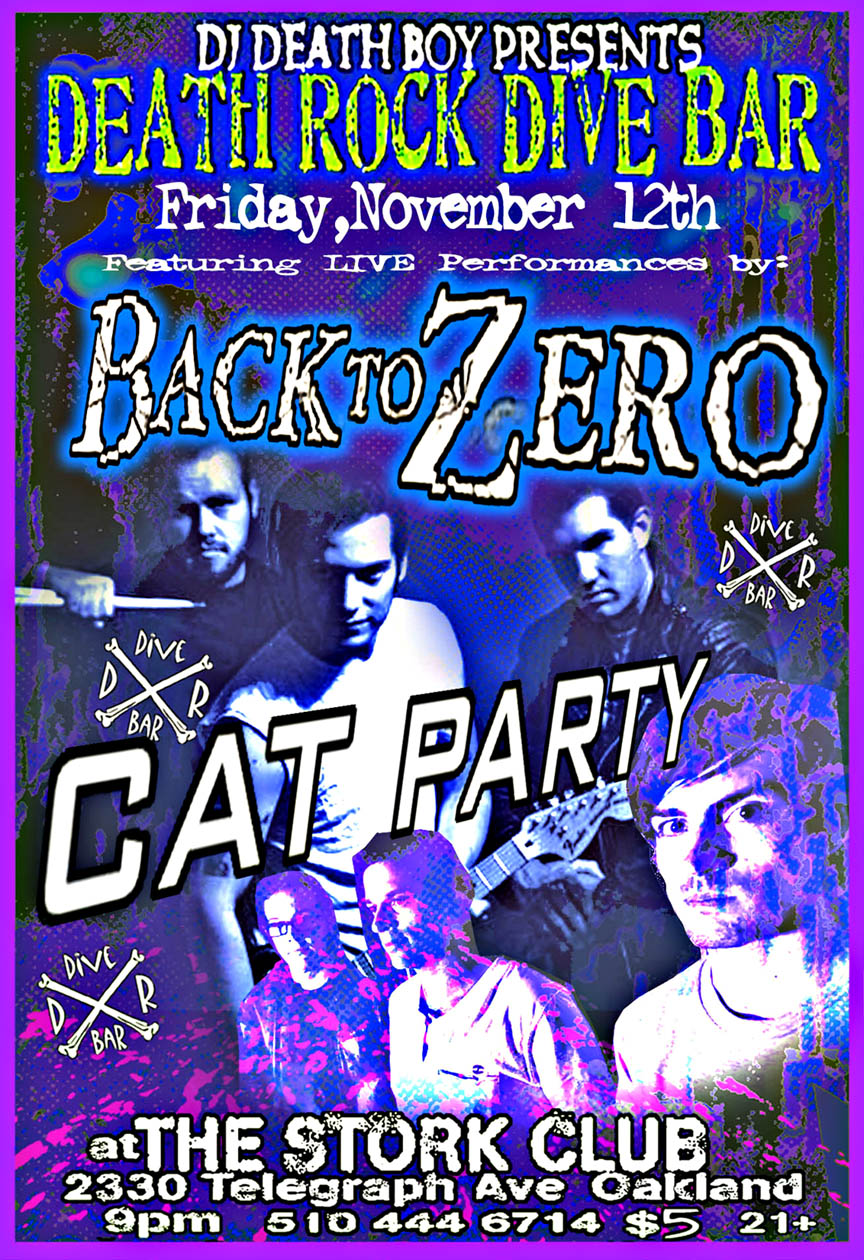 DJ DEATH BOY PRESENTS
DEATH ROCK DIVE BAR
Friday, November 12th
Featuring LIVE Performances by:
BACK TO ZERO
DIVE
D R
BAR
DIVE
D R
BAR
CAT PARTY
DIVE
D R
BAR
at THE STORK CLUB
2330 Telegraph Ave Oakland
9pm 510 444 6714 $5 21+